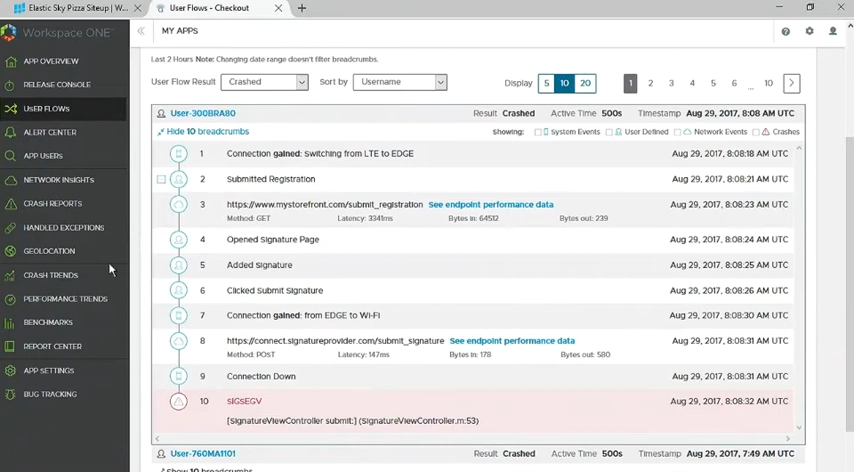 Elastic Sky Pizza Siteup - W
User Flows - Checkout
Workspace ONE™
MY APPS
APP OVERVIEW
RELEASE CONSOLE
USER FLOWS
ALERT CENTER
APP USERS
NETWORK INSIGHTS
CRASH REPORTS
HANDLED EXCEPTIONS
GEOLOCATION
CRASH TRENDS
PERFORMANCE TRENDS
BENCHMARKS
REPORT CENTER
APP SETTINGS
BUG TRACKING
Last 2 Hours Note: Changing date range doesn't filter breadcrumbs.
User Flow Result Crashed Sort by Username Display 5 10 20 1 2 3 4 5 6 ... 10
User-300BRA80 Result Crashed Active Time 500s Timestamp Aug 29, 2017, 8:08 AM UTC
Hide 10 breadcrumbs Showing: System Events User Defined Network Events Crashes
1 Connection gained: Switching from LTE to EDGE Aug 29, 2017, 8:08:18 AM UTC
2 Submitted Registration Aug 29, 2017, 8:08:21 AM UTC
3 https://www.mystorefront.com/submit_registration See endpoint performance data Aug 29, 2017, 8:08:23 AM UTC
Method: GET Latency: 3341ms Bytes in: 64512 Bytes out: 239
4 Opened Signature Page Aug 29, 2017, 8:08:24 AM UTC
5 Added Signature Aug 29, 2017, 8:08:25 AM UTC
6 Clicked Submit Signature Aug 29, 2017, 8:08:26 AM UTC
7 Connection gained: from EDGE to Wi-Fi Aug 29, 2017, 8:08:30 AM UTC
8 https://connect.signatureprovider.com/submit_signature See endpoint performance data Aug 29, 2017, 8:08:31 AM UTC
Method: POST Latency: 147ms Bytes in: 178 Bytes out: 580
9 Connection Down Aug 29, 2017, 8:08:31 AM UTC
10 SIGSEGV Aug 29, 2017, 8:08:32 AM UTC
[SignatureViewController submit:] (SignatureViewController.m:53)
User-760MA1101 Result Crashed Active Time 500s Timestamp Aug 29, 2017, 7:49 AM UTC
Show 10 breadcrumbs